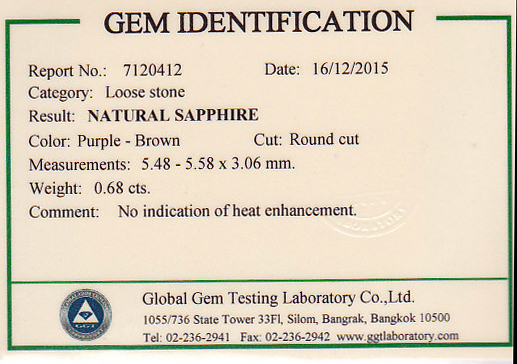 GEM IDENTIFICATION
Report No.: 7120412 Date: 16/12/2015
Category: Loose stone
Result: NATURAL SAPPHIRE
Color: Purple - Brown Cut: Round cut
Measurements: 5.48 - 5.58 x 3.06 mm.
Weight: 0.68 cts.
Comment: No indication of heat enhancement.
Global Gem Testing Laboratory Co.,Ltd.
1055/736 State Tower 33Fl, Silom, Bangrak, Bangkok 10500
Tel: 02-236-2941 Fax: 02-236-2942 www.ggtlaboratory.com
GGT